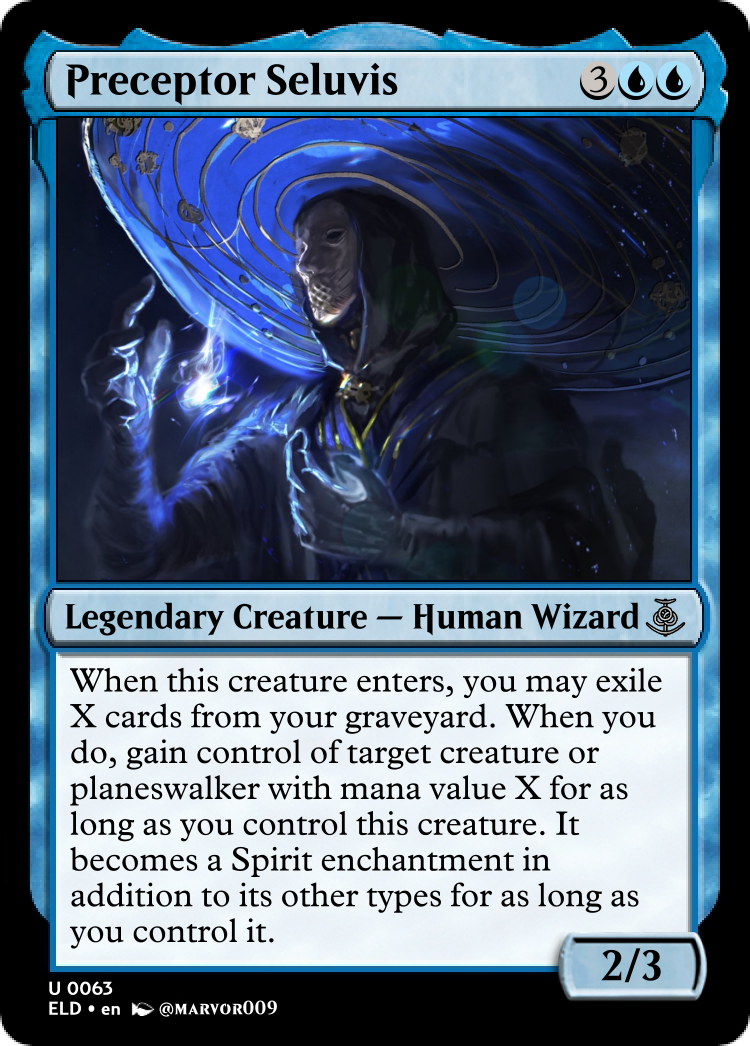 Preceptor Seluvis 3
Legendary Creature — Human Wizard
When this creature enters, you may exile
X cards from your graveyard. When you
do, gain control of target creature or
planeswalker with mana value X for as
long as you control this creature. It
becomes a Spirit enchantment in
addition to its other types for as long as
you control it.
2/3
U 0063
ELD • en @MARVOR009